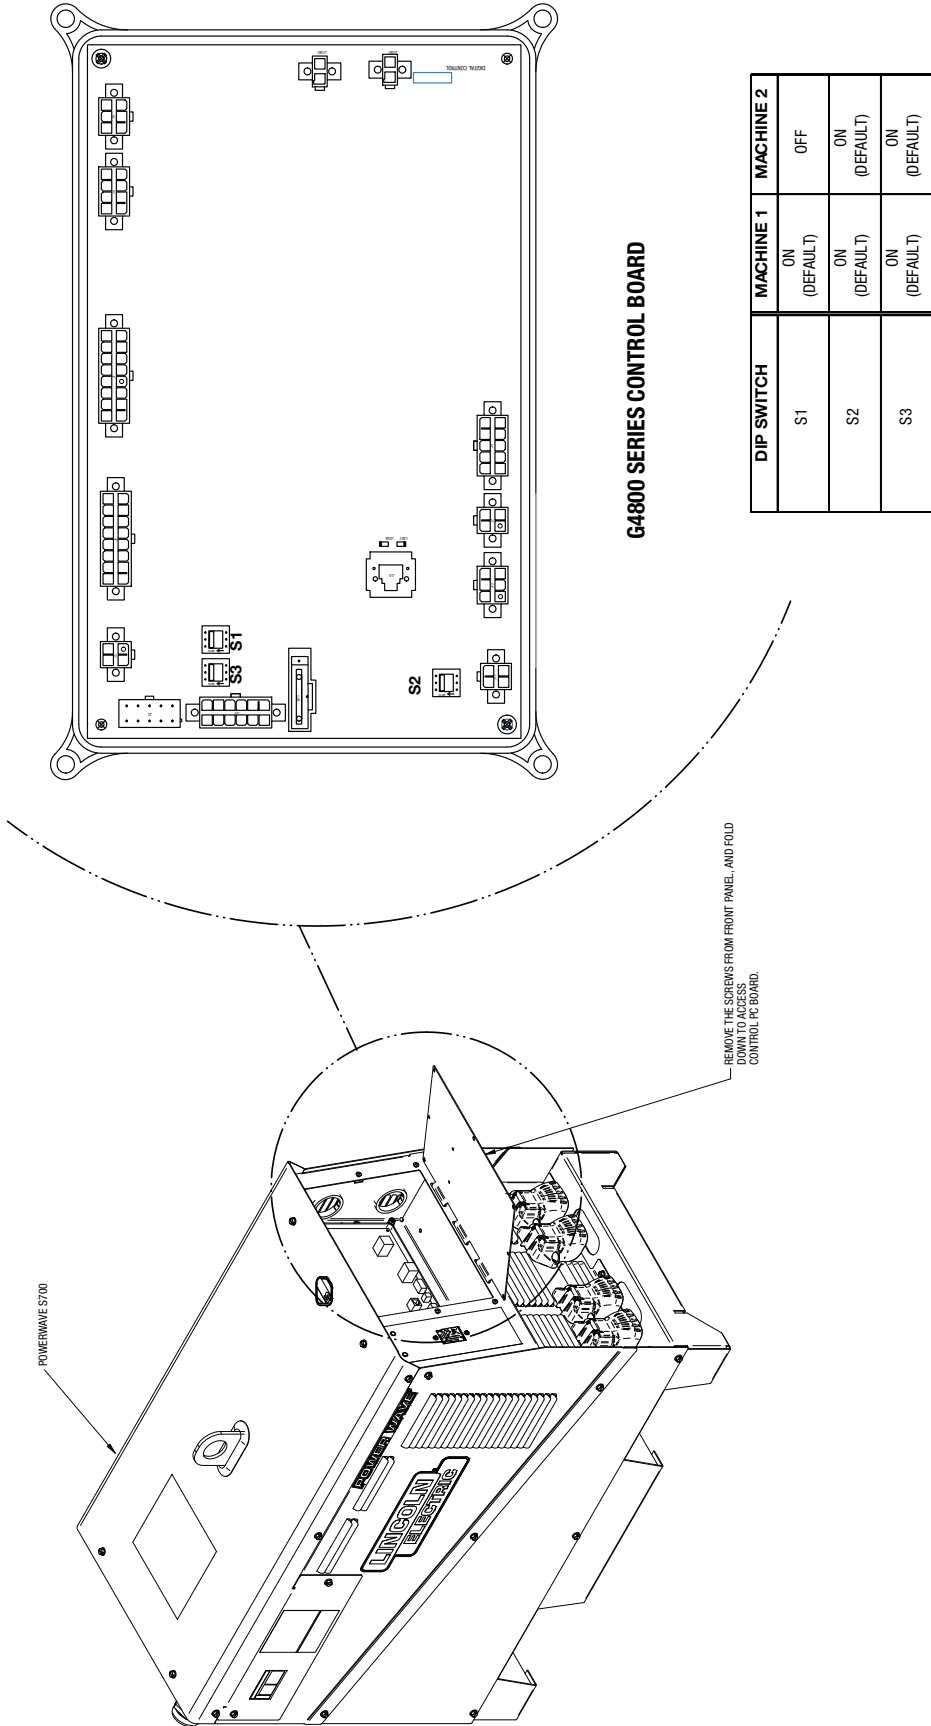 POWERWAVE S700
POWER WAVE
LINCOLN
ELECTRIC
REMOVE THE SCREWS FROM FRONT PANEL, AND FOLD
DOWN TO ACCESS
CONTROL PC BOARD.
DIGITAL CONTROL
S1
S3
S2
G4800 SERIES CONTROL BOARD
DIP SWITCH MACHINE 1 MACHINE 2
S1 ON (DEFAULT) OFF
S2 ON (DEFAULT) ON (DEFAULT)
S3 ON (DEFAULT) ON (DEFAULT)